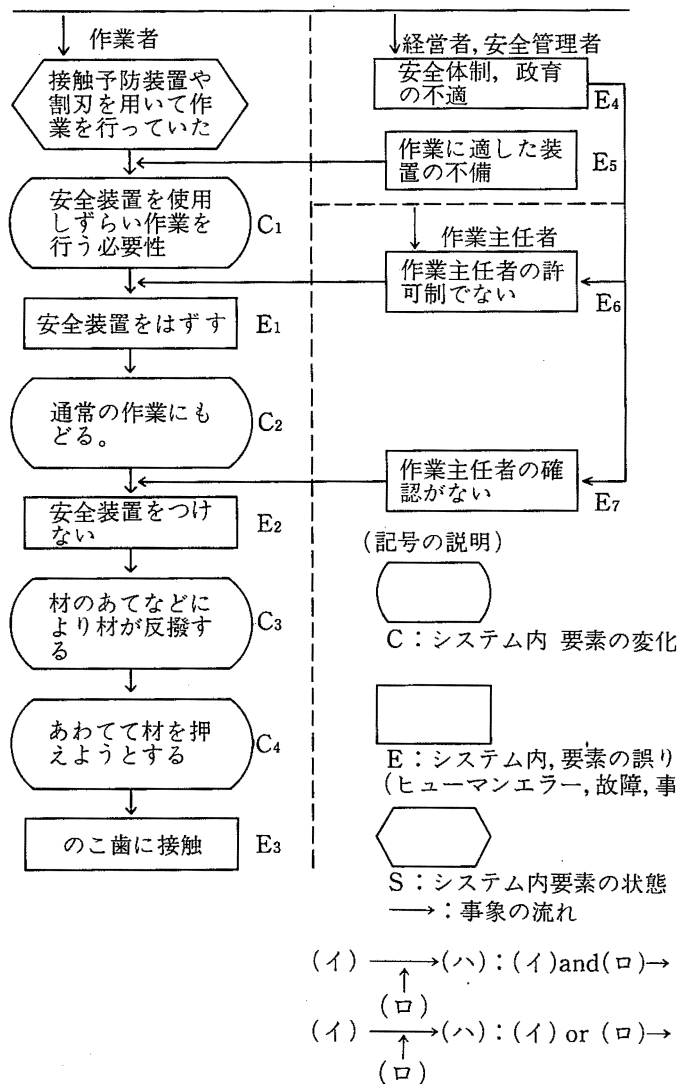 作業者
接触予防装置や
割刃を用いて作
業を行っていた
安全装置を使用
しずらい作業を
行う必要性
C1
安全装置をはずす
E1
通常の作業にも
どる。
C2
安全装置をつけ
ない
E2
材のあてなどに
より材が反撥す
る
C3
あわてて材を押
えようとする
C4
のこ歯に接触
E3
経営者,安全管理者
安全体制，政育
の不適
E4
作業に適した装
置の不備
E5
作業主任者
作業主任者の許
可制でない
E6
作業主任者の確
認がない
E7
(記号の説明)
C：システム内 要素の変化
E：システム内,要素の誤り
(ヒューマンエラー,故障,事
S：システム内要素の状態
→：事象の流れ
(イ)→(ハ)：(イ)and(ロ)→
(ロ)
(イ)→(ハ)：(イ) or (ロ)→
(ロ)